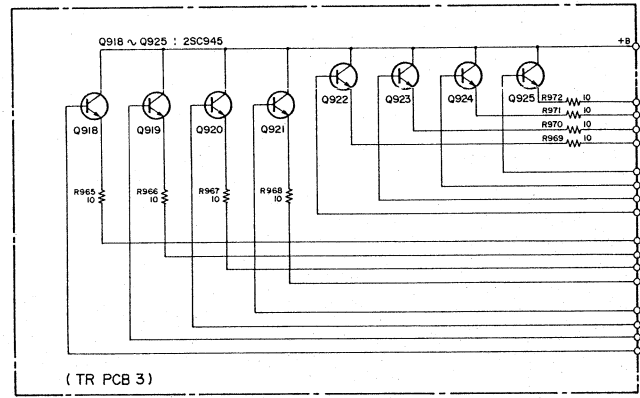 Q918 ~ Q925 : 2SC945
+B
Q918
Q919
Q920
Q921
Q922
Q923
Q924
Q925
R972 10
R971 10
R970 10
R969 10
R965 10
R966 10
R967 10
R968 10
( TR PCB 3 )